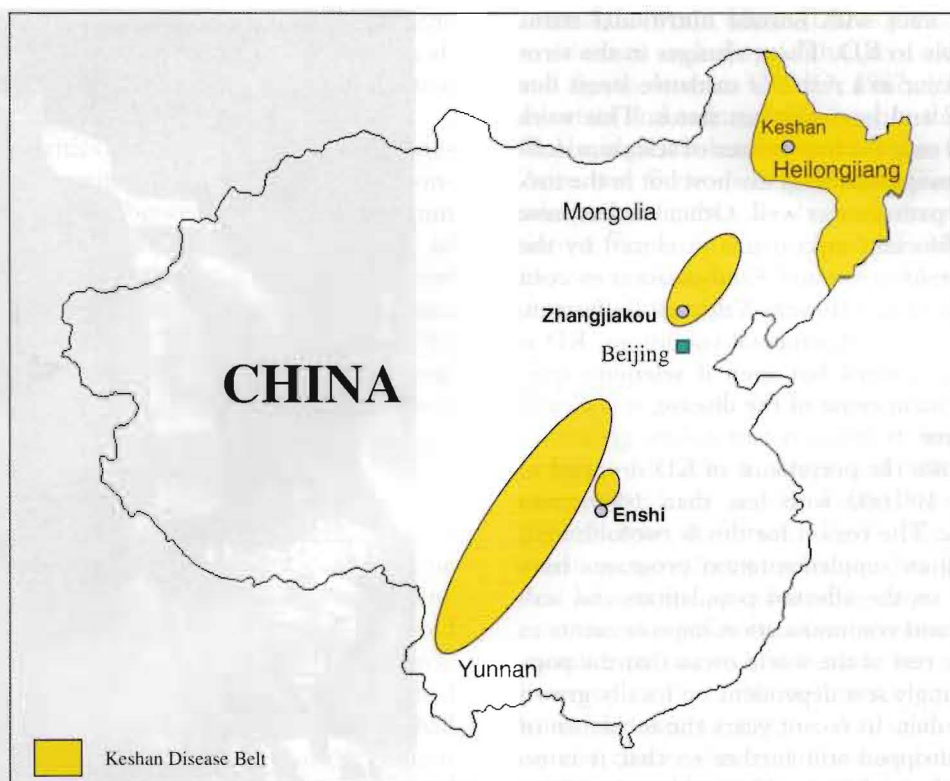 Keshan
Heilongjiang
Mongolia
Zhangjiakou
Beijing
CHINA
Enshi
Yunnan
Keshan Disease Belt